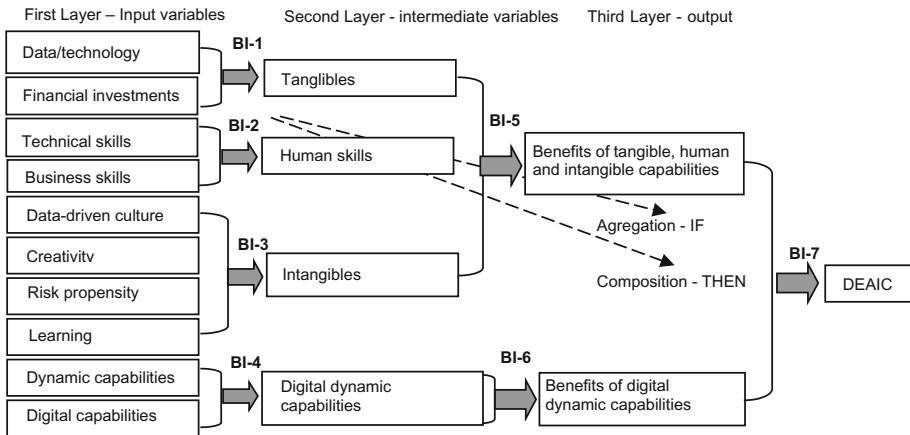 First Layer – Input variables
Second Layer - intermediate variables
Third Layer - output
Data/technology
Financial investments
Technical skills
Business skills
Data-driven culture
Creativitv
Risk propensity
Learning
Dynamic capabilities
Digital capabilities
BI-1
BI-2
BI-3
BI-4
Tanglibles
Human skills
Intangibles
Digital dynamic
capabilities
BI-5
BI-6
Benefits of tangible, human
and intangible capabilities
Agregation - IF
Composition - THEN
Benefits of digital
dynamic capabilities
BI-7
DEAIC